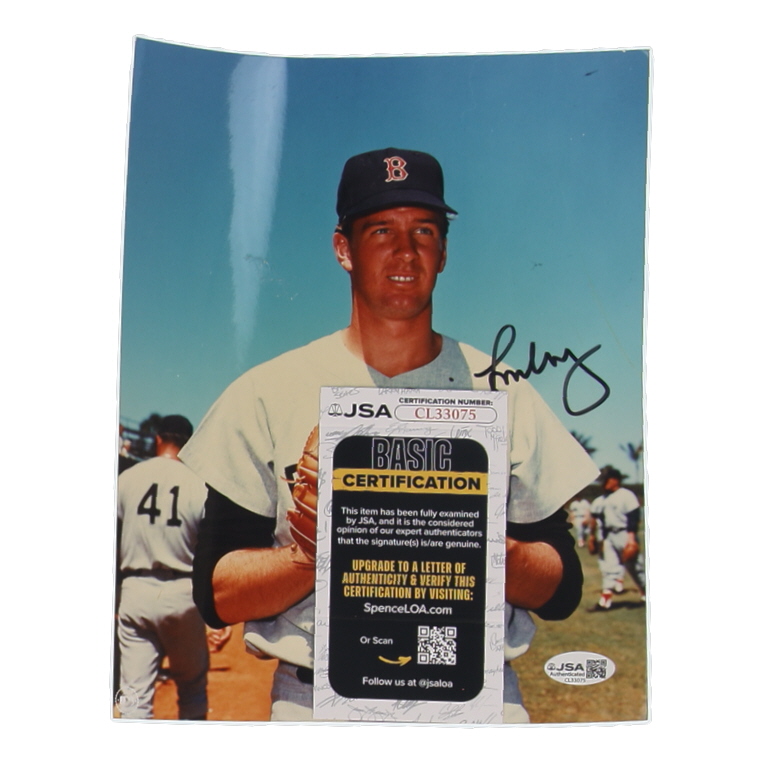 B
41
JSA
CERTIFICATION NUMBER:
CL33075
BASIC
CERTIFICATION
This item has been fully examined
by JSA, and it is the considered
opinion of our expert authenticators
that the signature(s) is/are genuine.
UPGRADE TO A LETTER OF
AUTHENTICITY & VERIFY THIS
CERTIFICATION BY VISITING:
SpenceLOA.com
Or Scan
Follow us at @jsaloa
JSA
Authenticated
CL33075